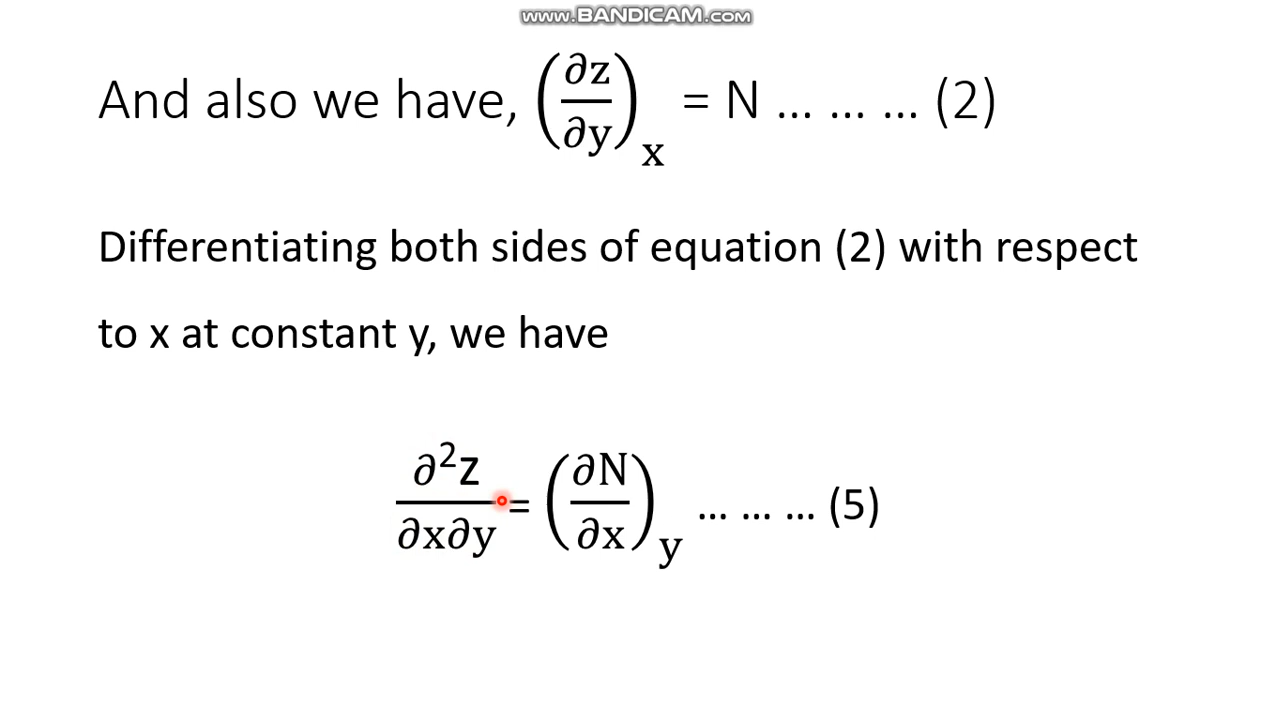 www.BANDICAM.com
And also we have, (∂z/∂y)ₓ = N ... ... ... (2)
Differentiating both sides of equation (2) with respect
to x at constant y, we have
∂²z/∂x∂y = (∂N/∂x)_y ... ... ... (5)